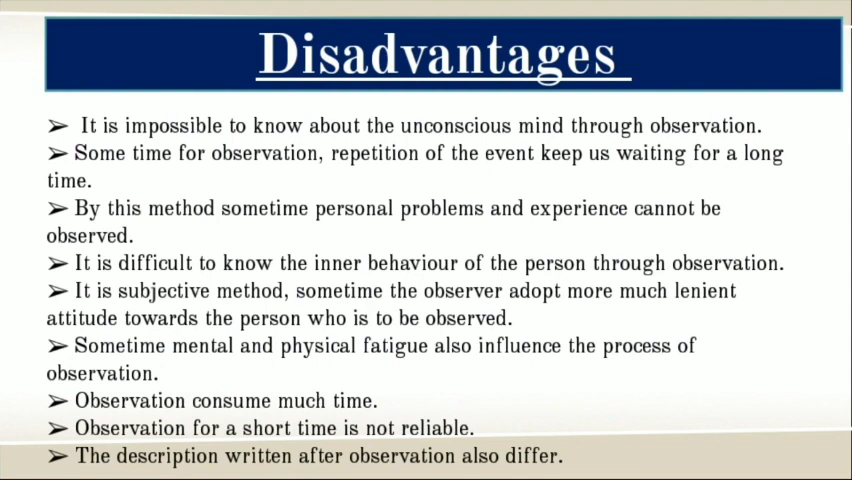 Disadvantages
➢ It is impossible to know about the unconscious mind through observation.
➢ Some time for observation, repetition of the event keep us waiting for a long
time.
➢ By this method sometime personal problems and experience cannot be
observed.
➢ It is difficult to know the inner behaviour of the person through observation.
➢ It is subjective method, sometime the observer adopt more much lenient
attitude towards the person who is to be observed.
➢ Sometime mental and physical fatigue also influence the process of
observation.
➢ Observation consume much time.
➢ Observation for a short time is not reliable.
➢ The description written after observation also differ.